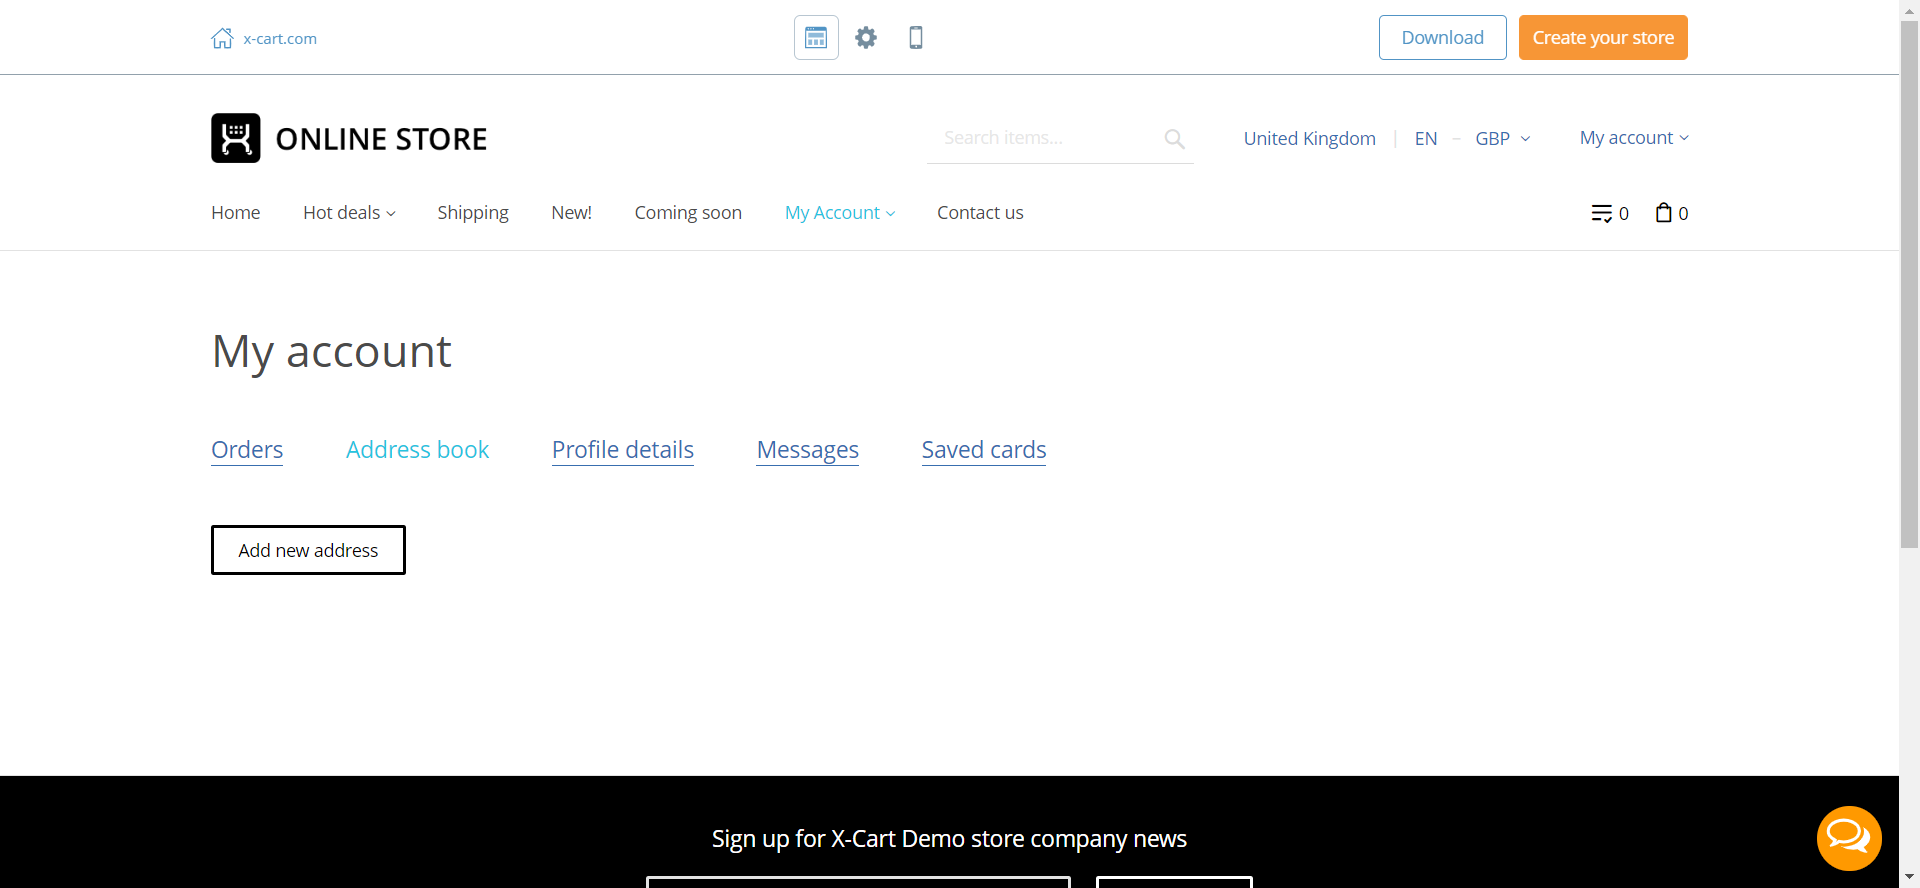 x-cart.com
Download
Create your store
ONLINE STORE
Search items...
United Kingdom
EN
–
GBP
My account
Home
Hot deals
Shipping
New!
Coming soon
My Account
Contact us
0
0
My account
Orders
Address book
Profile details
Messages
Saved cards
Add new address
Sign up for X-Cart Demo store company news